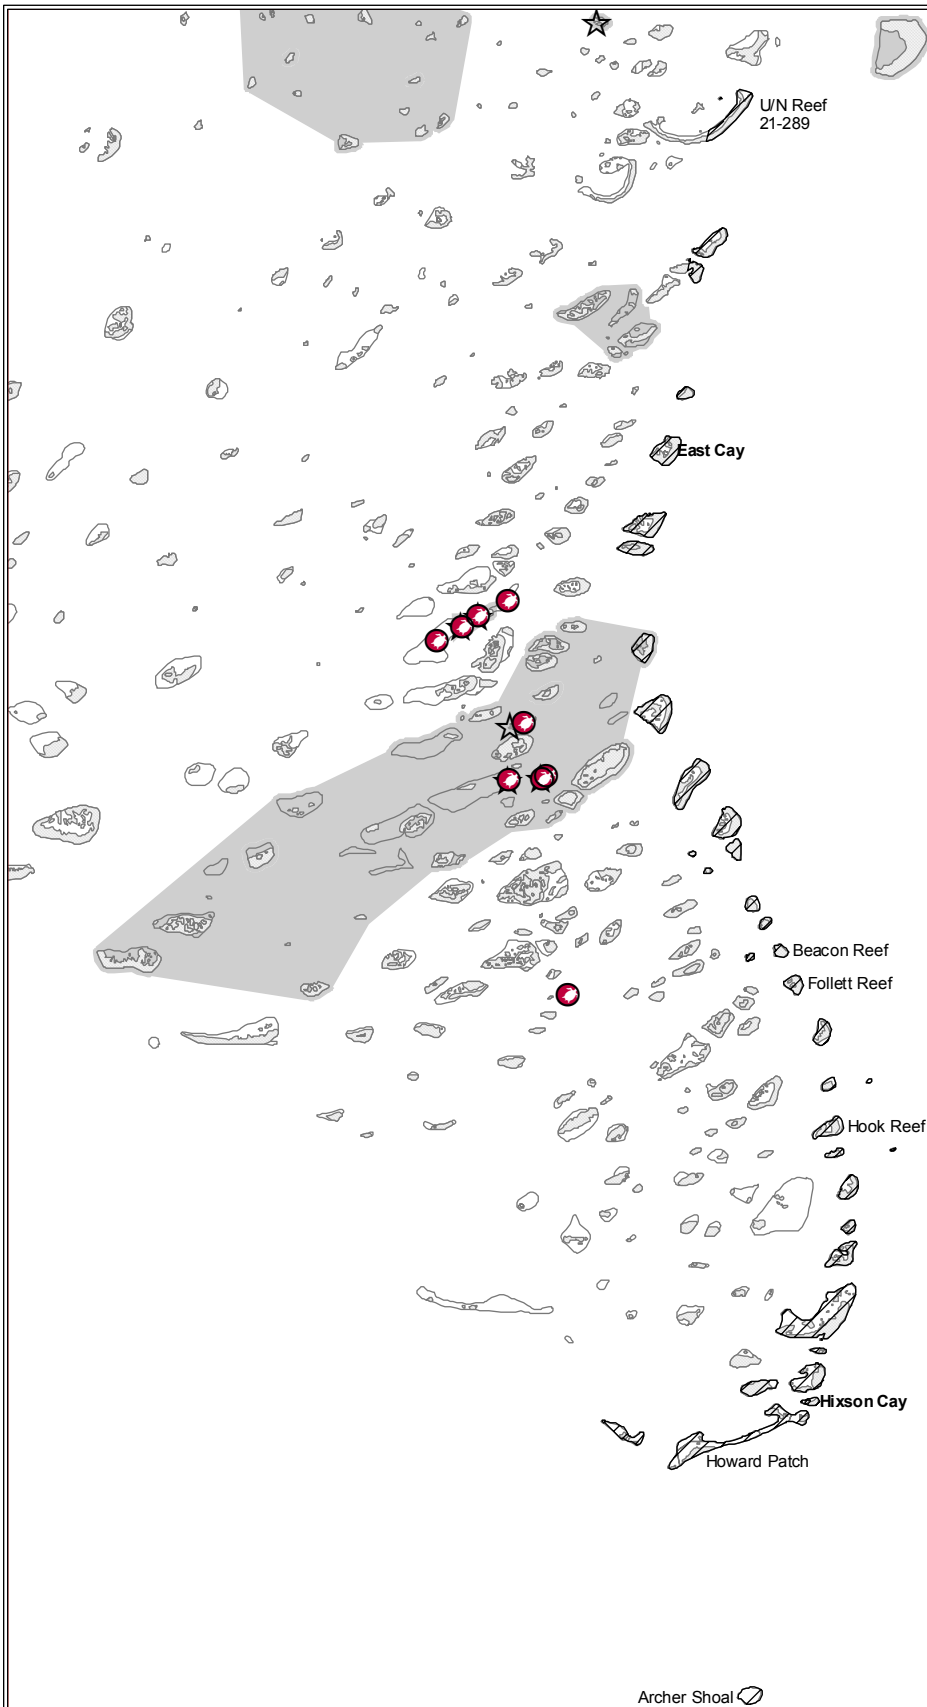 U/N Reef
21-289
East Cay
Beacon Reef
Follett Reef
Hook Reef
Hixson Cay
Howard Patch
Archer Shoal